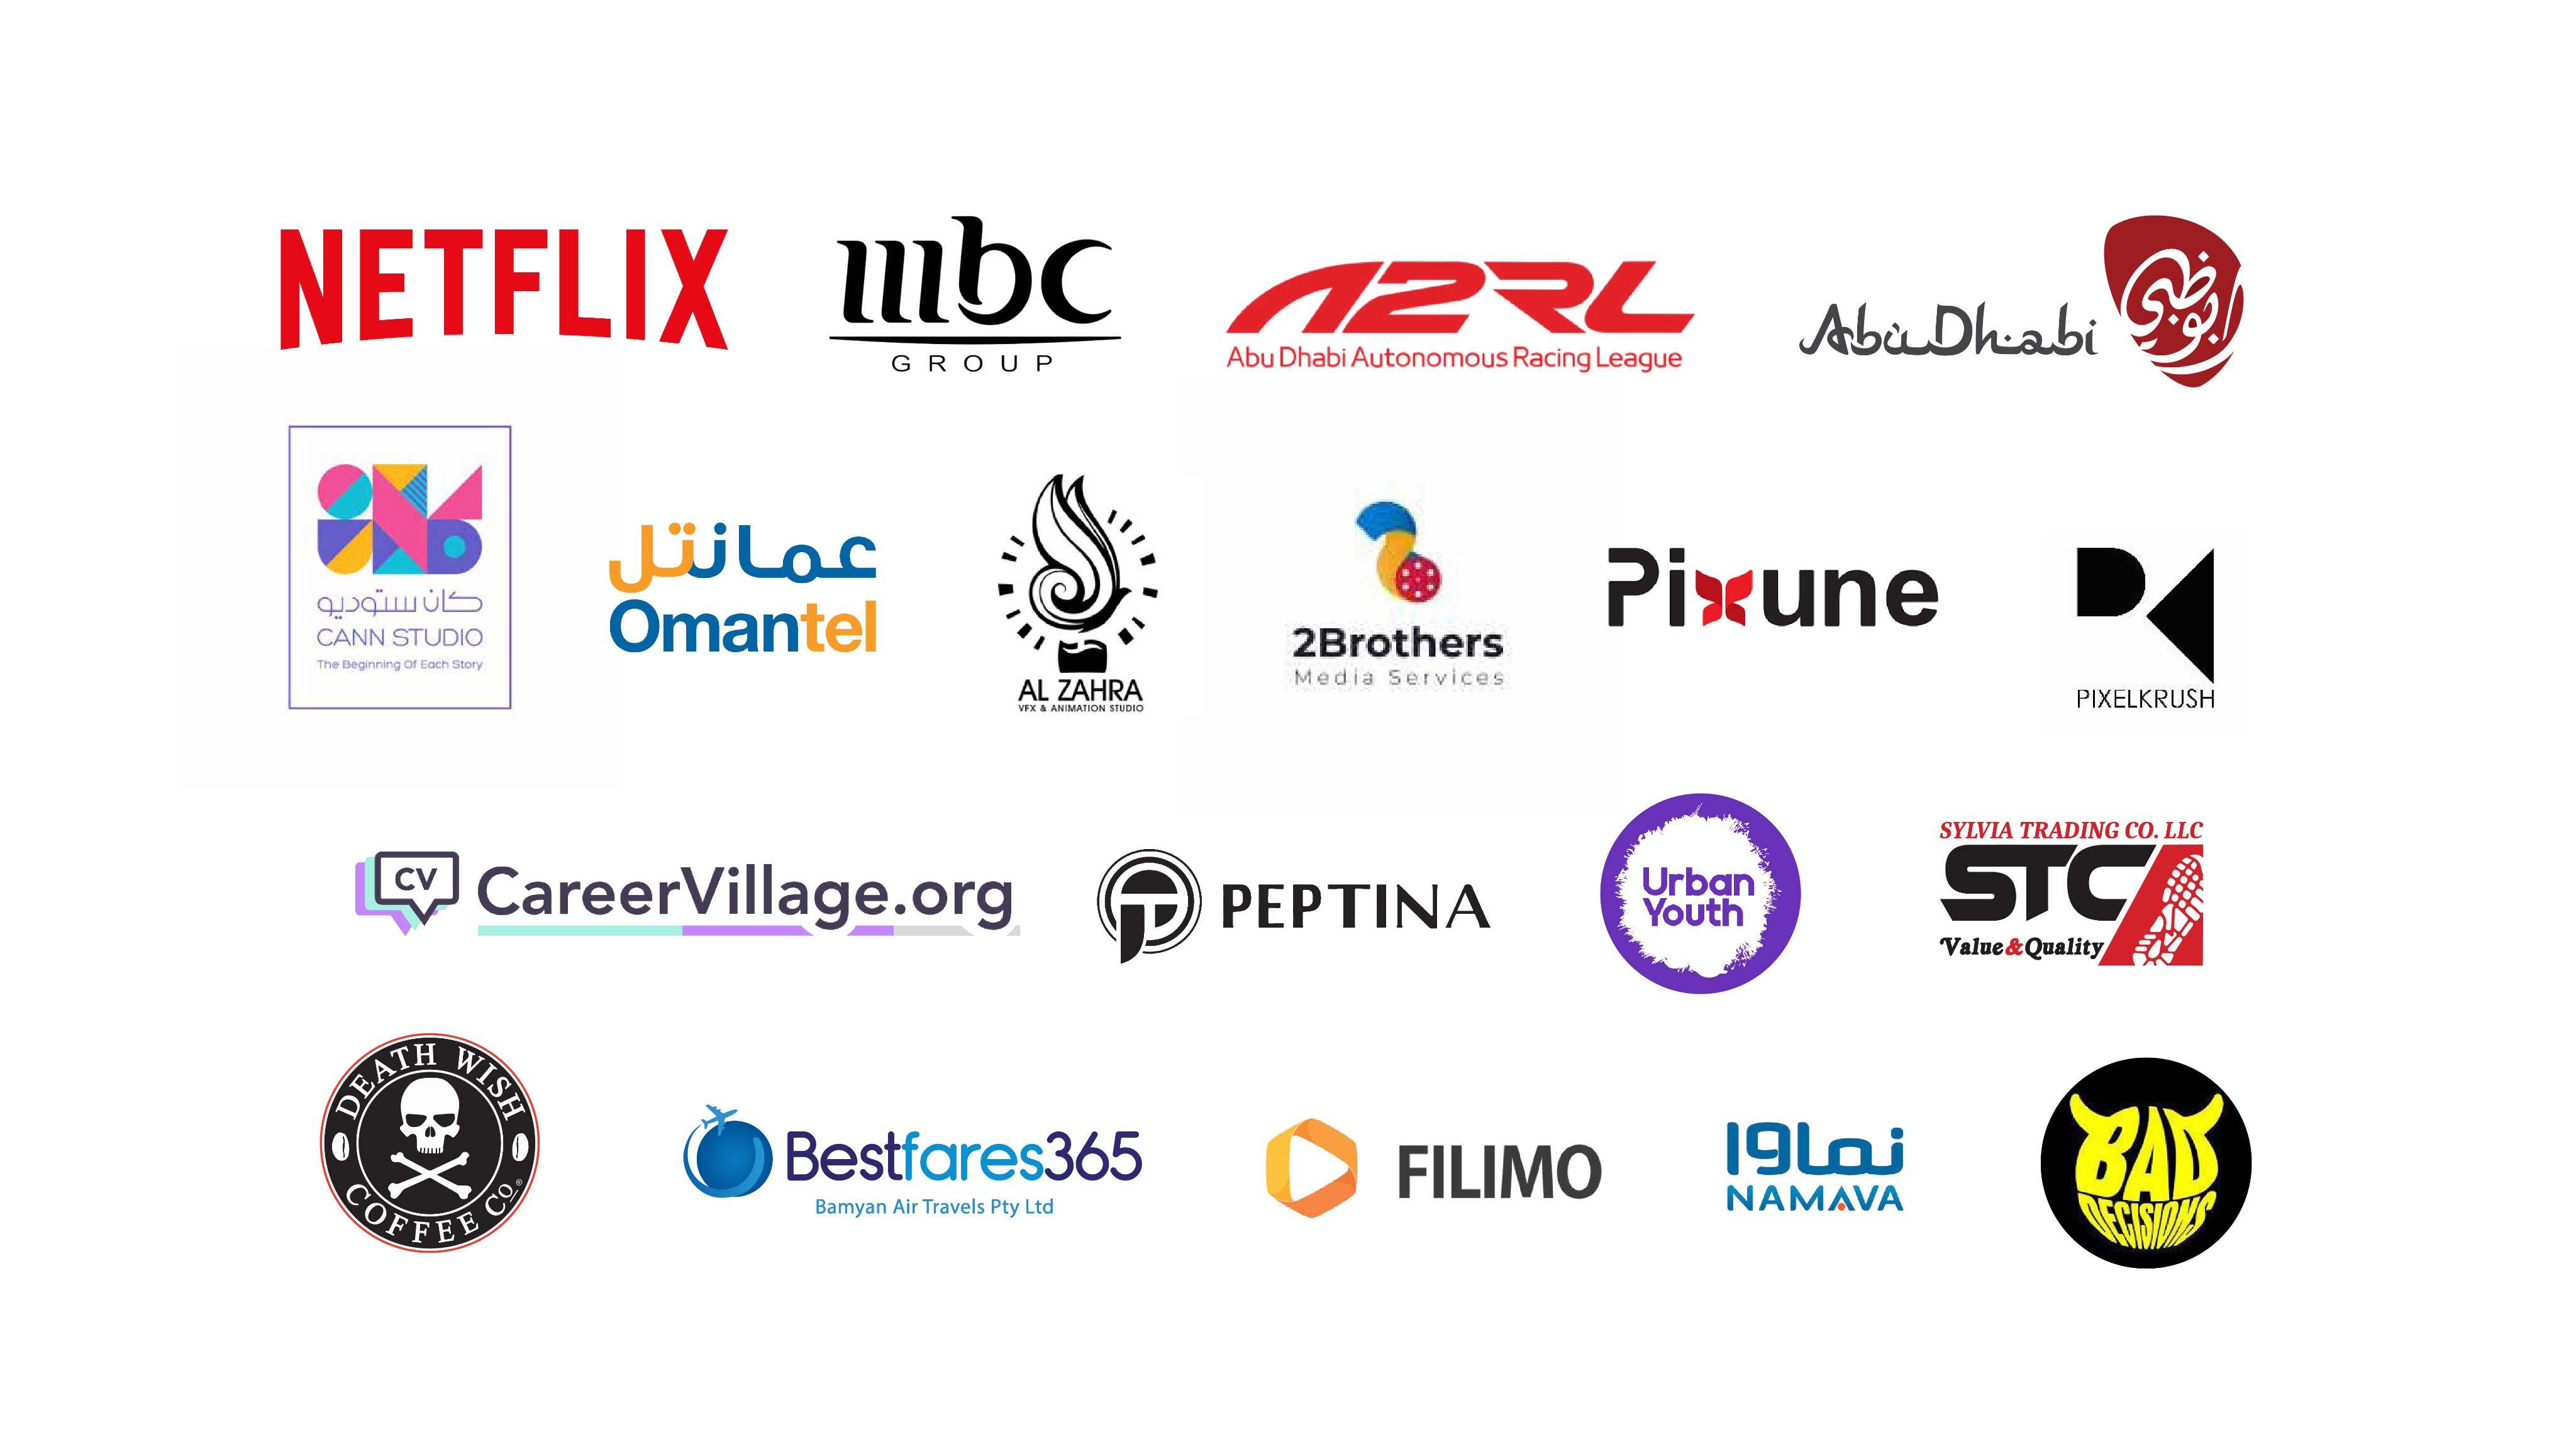 NETFLIX
mbc
GROUP
A2RL
Abu Dhabi Autonomous Racing League
Abu Dhabi
أبوظبي
كان ستوديو
CANN STUDIO
The Beginning Of Each Story
عمانتل
Omantel
AL ZAHRA
VFX & ANIMATION STUDIO
2Brothers
Media Services
Pixune
PIXELKRUSH
CV
CareerVillage.org
PEPTINA
Urban
Youth
SYLVIA TRADING CO. LLC
STC
Value&Quality
DEATH WISH
COFFEE CO.®
Bestfares365
Bamyan Air Travels Pty Ltd
FILIMO
نماوا
NAMAVA
BAD
DECISIONS